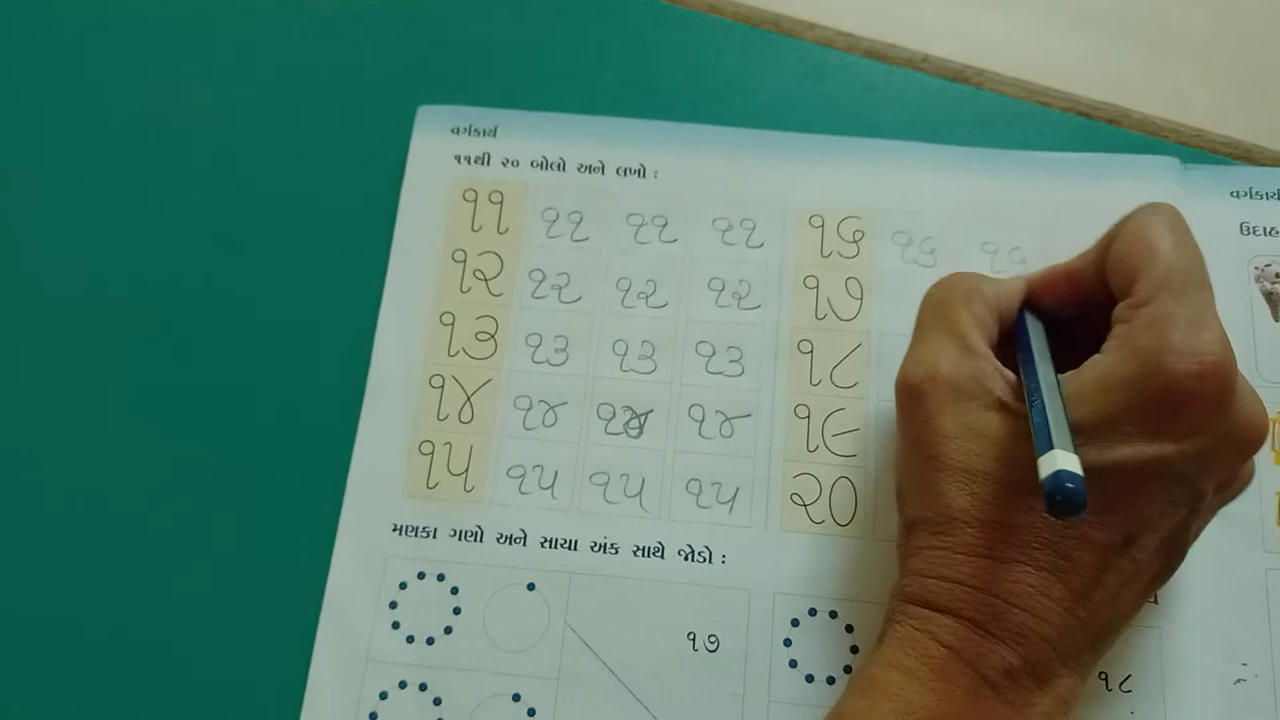 વર્ગકાર્ય
૧૧થી ૨૦ બોલો અને લખો :
૧૧ ૧૧ ૧૧ ૧૧ ૧૬ ૧૬ ૧૬
૧૨ ૧૨ ૧૨ ૧૨ ૧૭
૧૩ ૧૩ ૧૩ ૧૩ ૧૮
૧૪ ૧૪ ૧૪ ૧૪ ૧૯
૧૫ ૧૫ ૧૫ ૧૫ ૨૦
મણકા ગણો અને સાચા અંક સાથે જોડો :
૧૭
૧૮
વર્ગકાર્ય